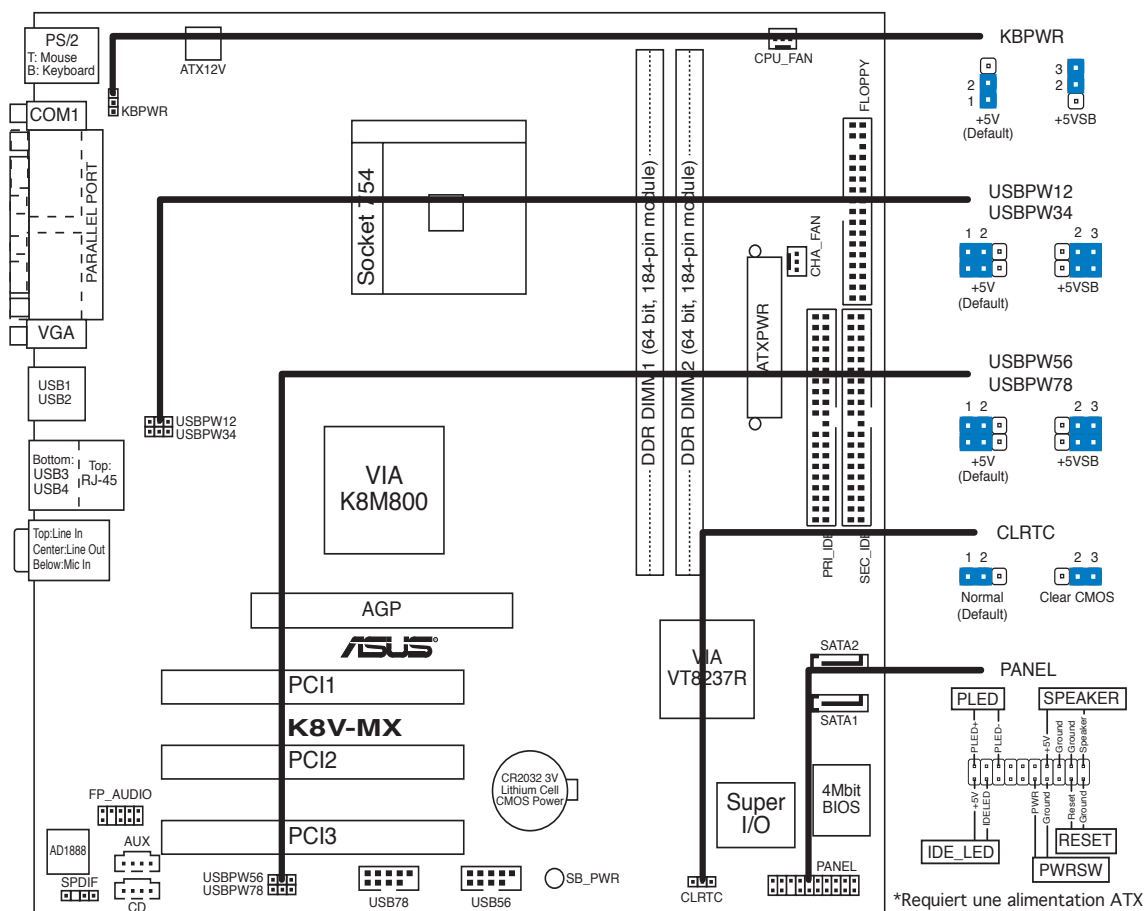 PS/2
T: Mouse
B: Keyboard
ATX12V
KBPWR
CPU_FAN
FLOPPY
COM1
PARALLEL PORT
VGA
Socket 754
DDR DIMM1 (64 bit, 184-pin module)
DDR DIMM2 (64 bit, 184-pin module)
CHA_FAN
ATXPWR
USB1
USB2
USBPW12
USBPW34
Bottom:
USB3
USB4
Top:
RJ-45
VIA
K8M800
Top:Line In
Center:Line Out
Below:Mic In
PRI_IDE
SEC_IDE
AGP
ASUS
VIA
VT8237R
SATA2
SATA1
PCI1
K8V-MX
PCI2
CR2032 3V
Lithium Cell
CMOS Power
Super
I/O
4Mbit
BIOS
FP_AUDIO
PCI3
AD1888
AUX
SPDIF
CD
USBPW56
USBPW78
USB78
USB56
SB_PWR
CLRTC
PANEL
KBPWR
2
1
+5V
(Default)
3
2
+5VSB
USBPW12
USBPW34
1 2
+5V
(Default)
2 3
+5VSB
USBPW56
USBPW78
1 2
+5V
(Default)
2 3
+5VSB
CLRTC
1 2
Normal
(Default)
2 3
Clear CMOS
PANEL
PLED
SPEAKER
PLED+
PLED-
+5V
Ground
Ground
Speaker
+5V
IDELED
PWR
Ground
Reset
Ground
IDE_LED
RESET
PWRSW
*Requiert une alimentation ATX